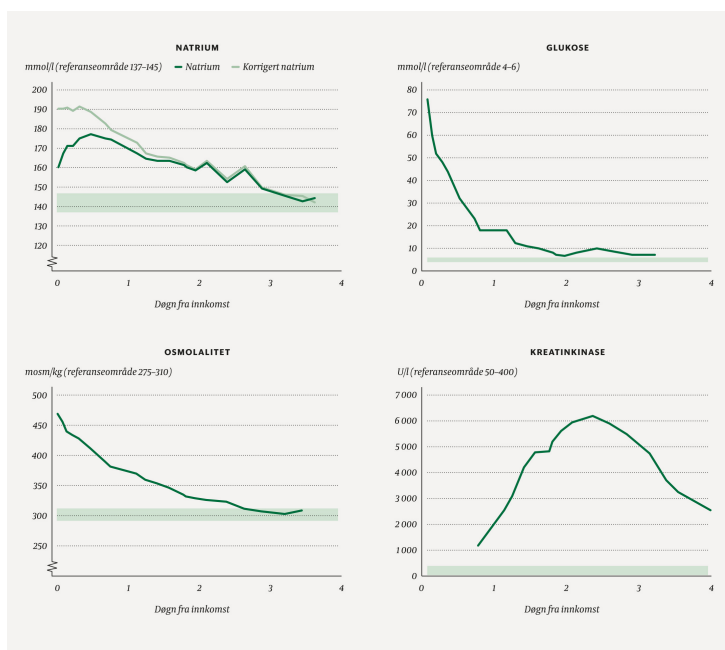 NATRIUM
mmol/l (referanseområde 137–145) Natrium Korrigert natrium
200
190
180
170
160
150
140
130
120
0 1 2 3 4
Døgn fra innkomst
GLUKOSE
mmol/l (referanseområde 4–6)
80
70
60
50
40
30
20
10
0
0 1 2 3 4
Døgn fra innkomst
OSMOLALITET
mosm/kg (referanseområde 275–310)
500
450
400
350
300
250
0 1 2 3 4
Døgn fra innkomst
KREATINKINASE
U/l (referanseområde 50–400)
7 000
6 000
5 000
4 000
3 000
2 000
1 000
0
0 1 2 3 4
Døgn fra innkomst